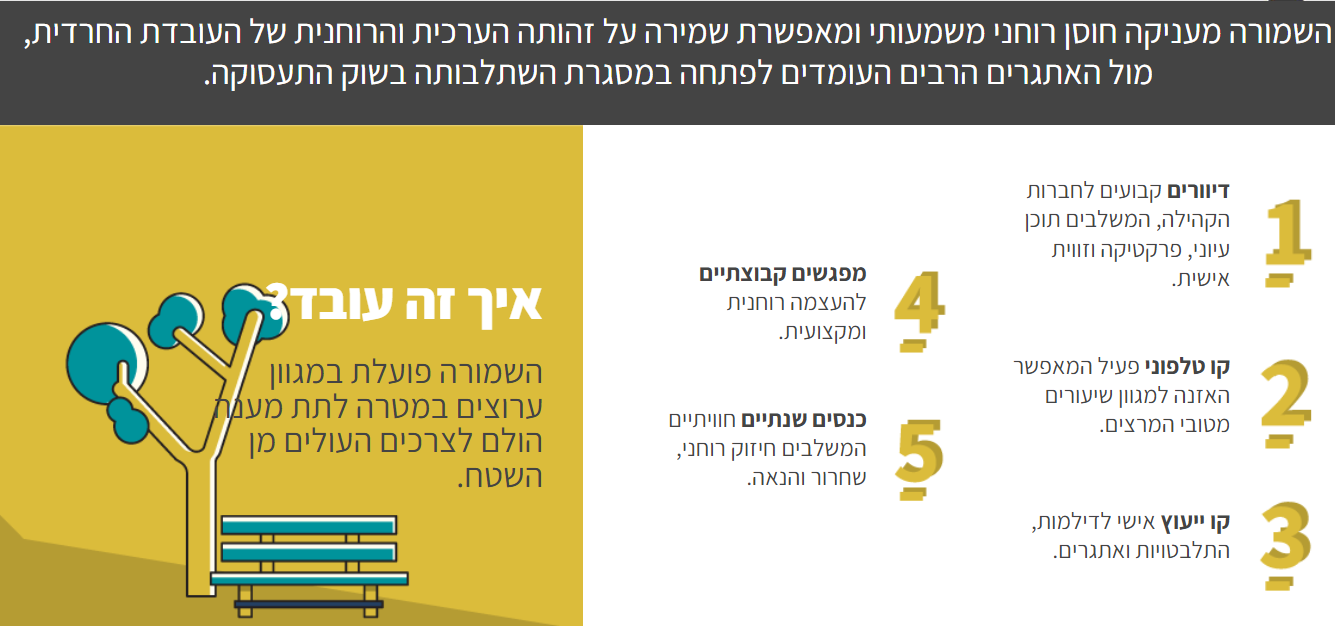 השמורה מעניקה חוסן רוחני משמעותי ומאפשרת שמירה על זהותה הערכית והרוחנית של העובדת החרדית,
מול האתגרים הרבים העומדים לפתחה במסגרת השתלבותה בשוק התעסוקה.
1
דיוורים קבועים לחברות
הקהילה, המשלבים תוכן
עיוני, פרקטיקה וזווית
אישית.
2
קו טלפוני פעיל המאפשר
האזנה למגוון שיעורים
מטובי המרצים.
3
קו ייעוץ אישי לדילמות,
התלבטויות ואתגרים.
4
מפגשים קבוצתיים
להעצמה רוחנית
ומקצועית.
5
כנסים שנתיים חוויתיים
המשלבים חיזוק רוחני,
שחרור והנאה.
איך זה עובד?
השמורה פועלת במגוון
ערוצים במטרה לתת מענה
הולם לצרכים העולים מן
השטח.